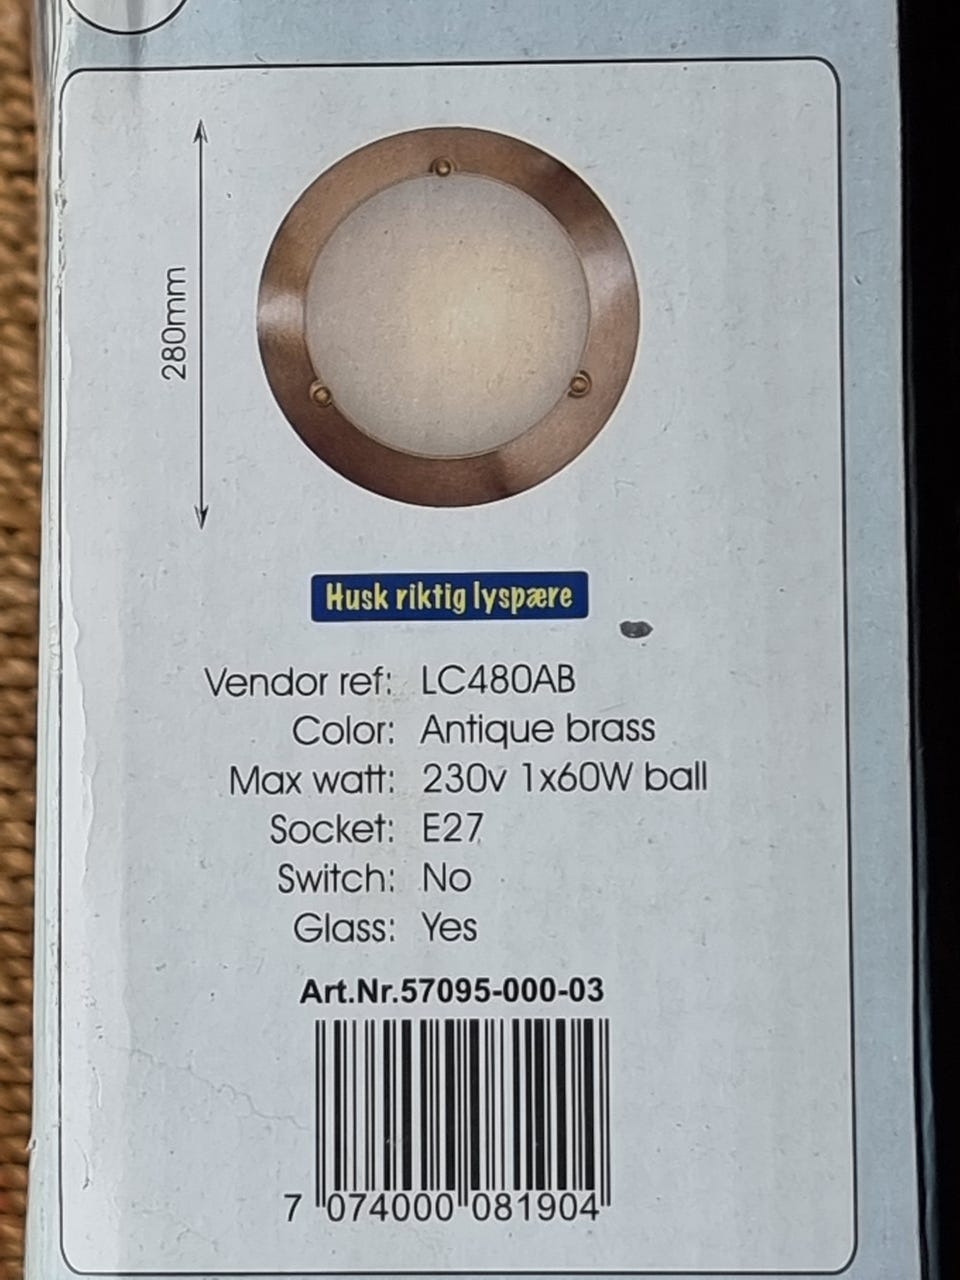 280mm
Husk riktig lyspære
Vendor ref: LC480AB
Color: Antique brass
Max watt: 230v 1x60W ball
Socket: E27
Switch: No
Glass: Yes
Art.Nr.57095-000-03
7 074000 081904